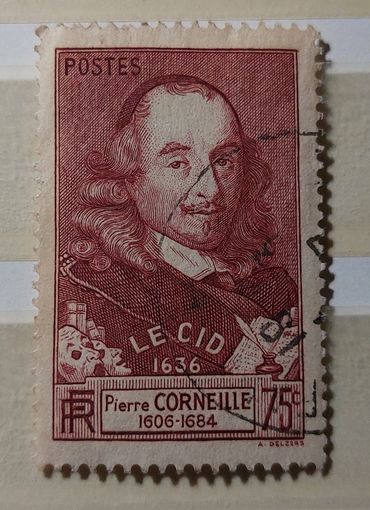 POSTES
LE CID
1636
RF Pierre CORNEILLE 75c
1606-1684
A. DELZERS